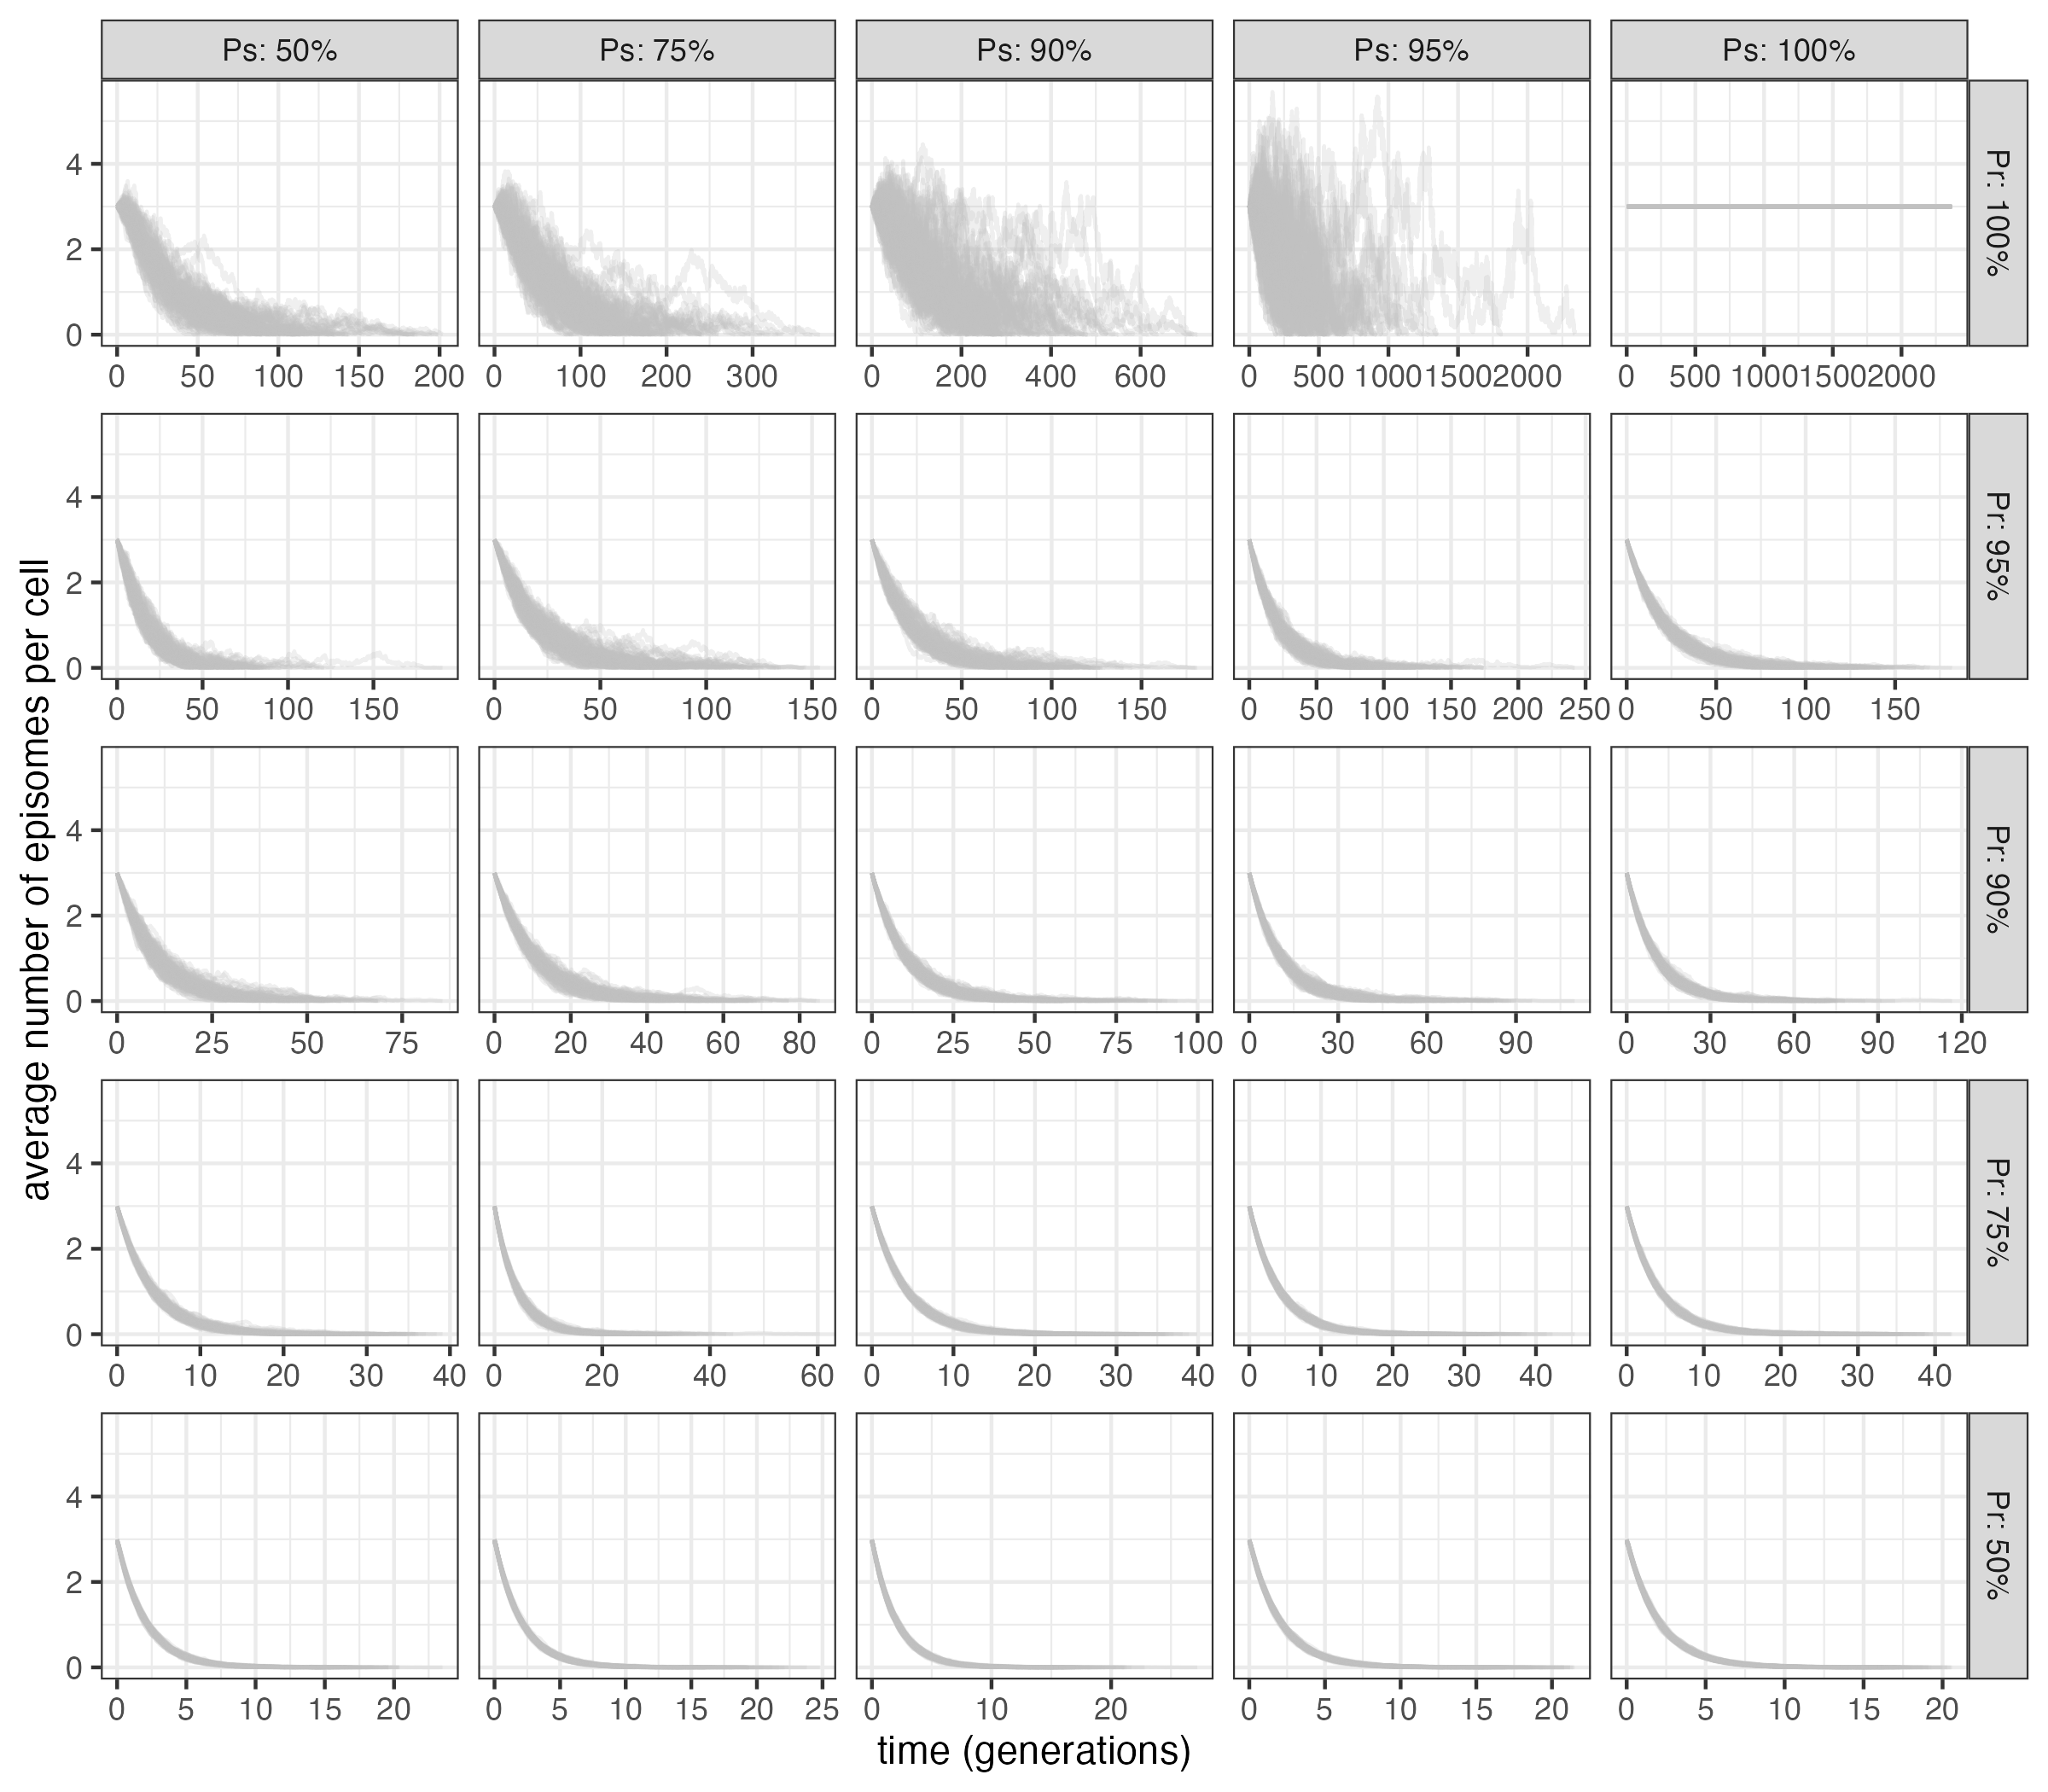 Ps: 50% Ps: 75% Ps: 90% Ps: 95% Ps: 100%
4
2
0
Pr: 100%
0 50 100 150 200 0 100 200 300 0 200 400 600 0 500 1000 1500 2000 0 500 1000 1500 2000
4
2
0
Pr: 95%
0 50 100 150 0 50 100 150 0 50 100 150 0 50 100 150 200 250 0 50 100 150
4
2
0
Pr: 90%
0 25 50 75 0 20 40 60 80 0 25 50 75 100 0 30 60 90 0 30 60 90 120
4
2
0
Pr: 75%
0 10 20 30 40 0 20 40 60 0 10 20 30 40 0 10 20 30 40 0 10 20 30 40
4
2
0
Pr: 50%
0 5 10 15 20 0 5 10 15 20 25 0 10 20 0 5 10 15 20 0 5 10 15 20
average number of episomes per cell
time (generations)